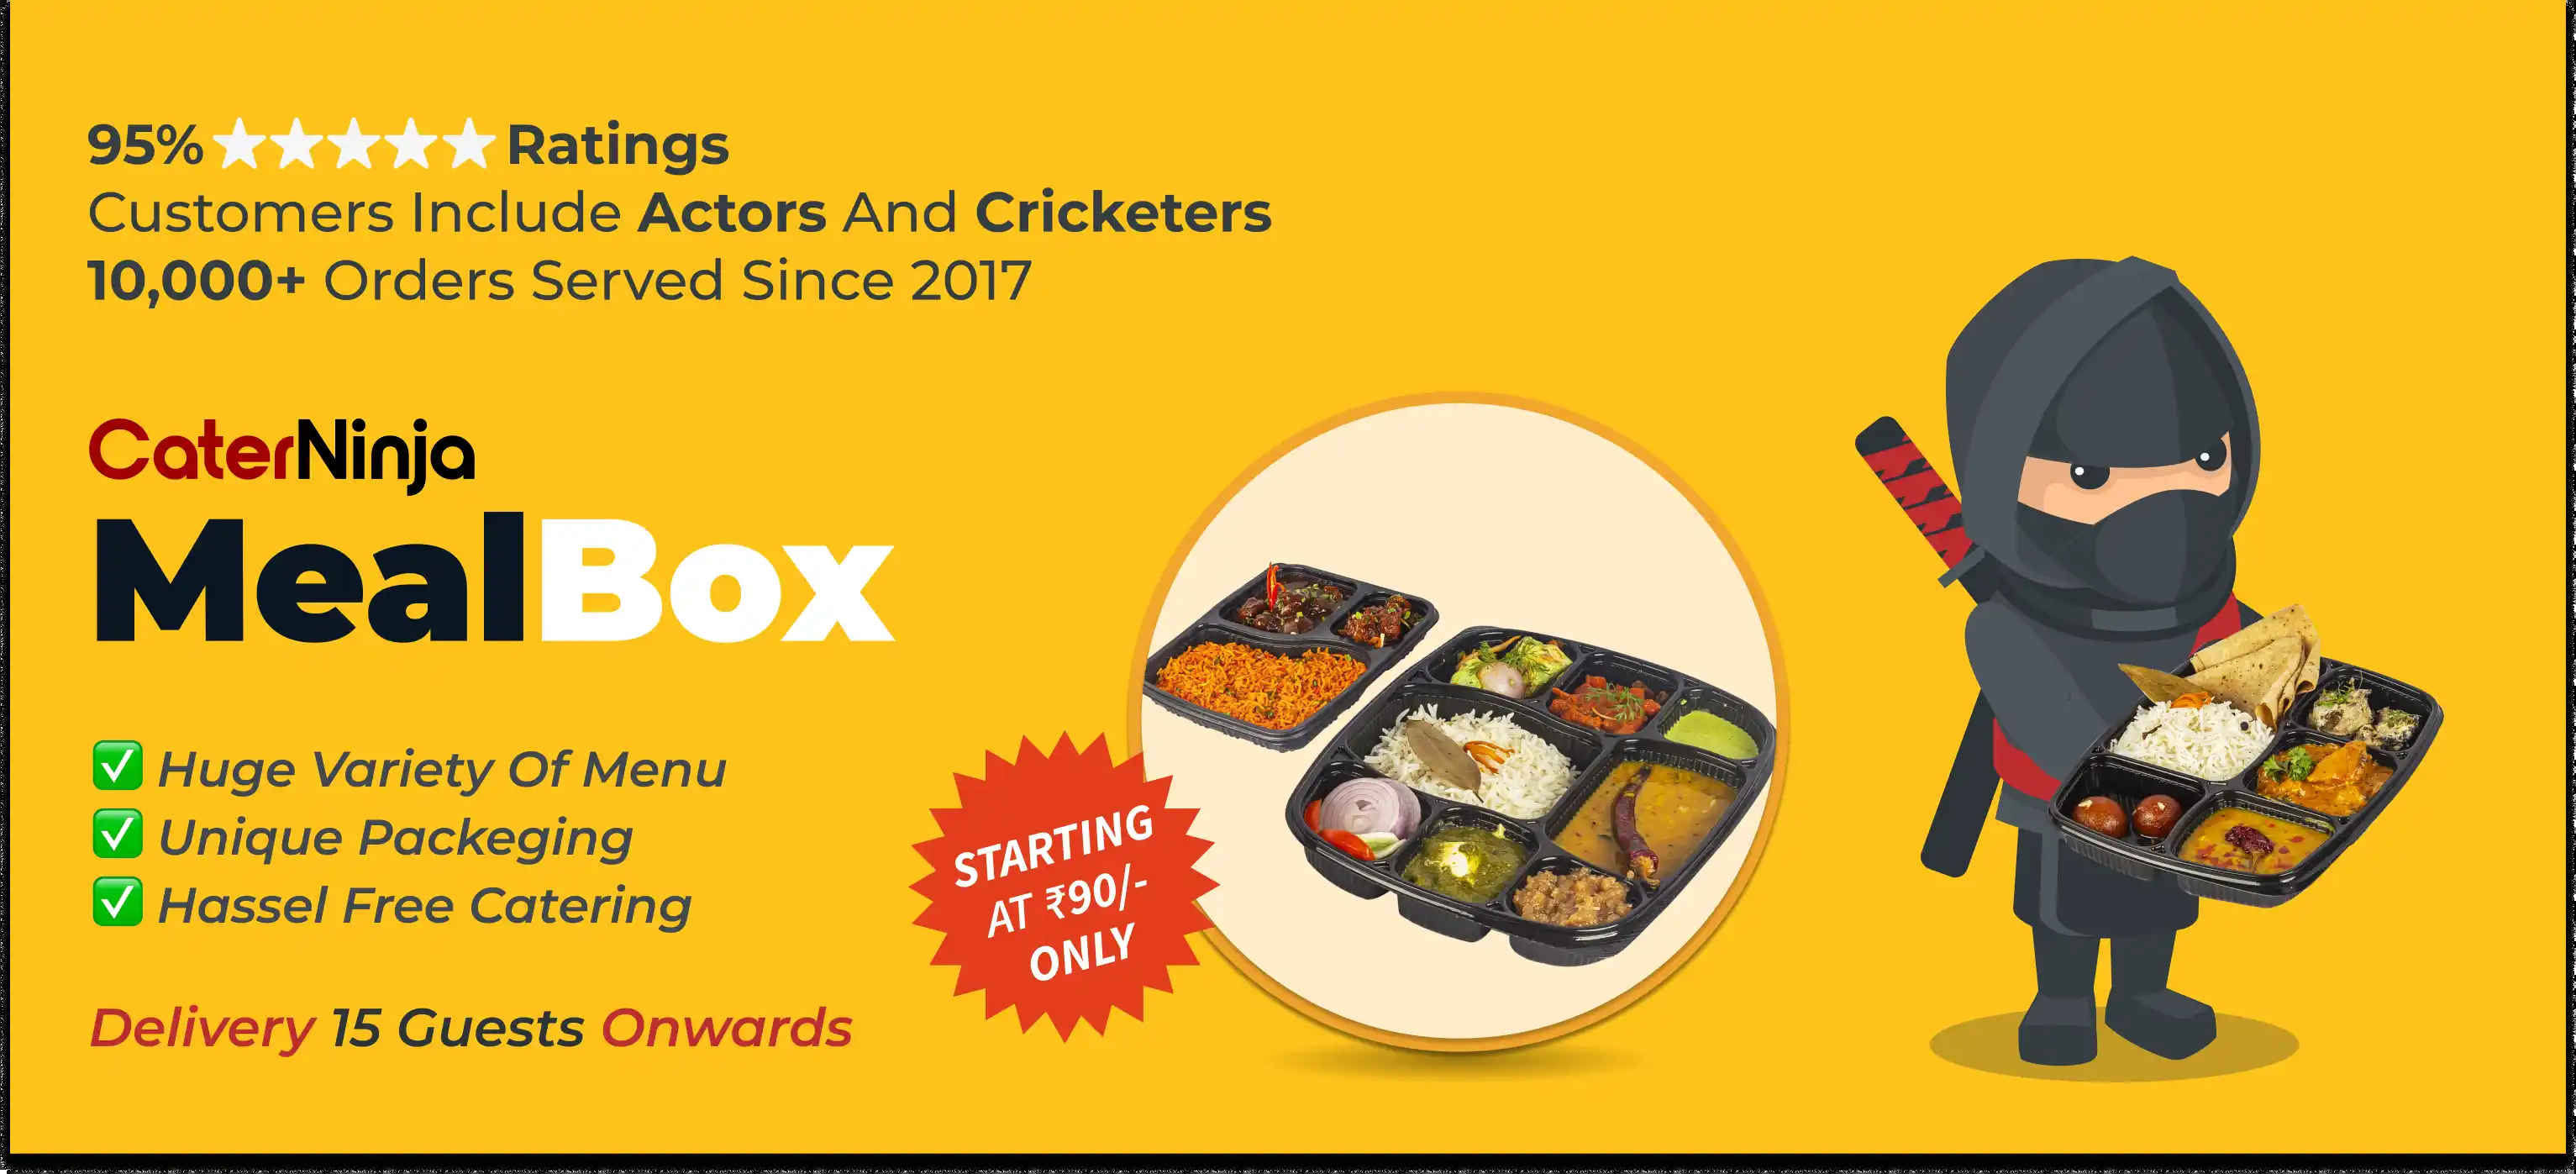 95% ★★★★★ Ratings
Customers Include Actors And Cricketers
10,000+ Orders Served Since 2017
CaterNinja
MealBox
✅ Huge Variety Of Menu
✅ Unique Packeging
✅ Hassel Free Catering
Delivery 15 Guests Onwards
STARTING
AT ₹90/-
ONLY